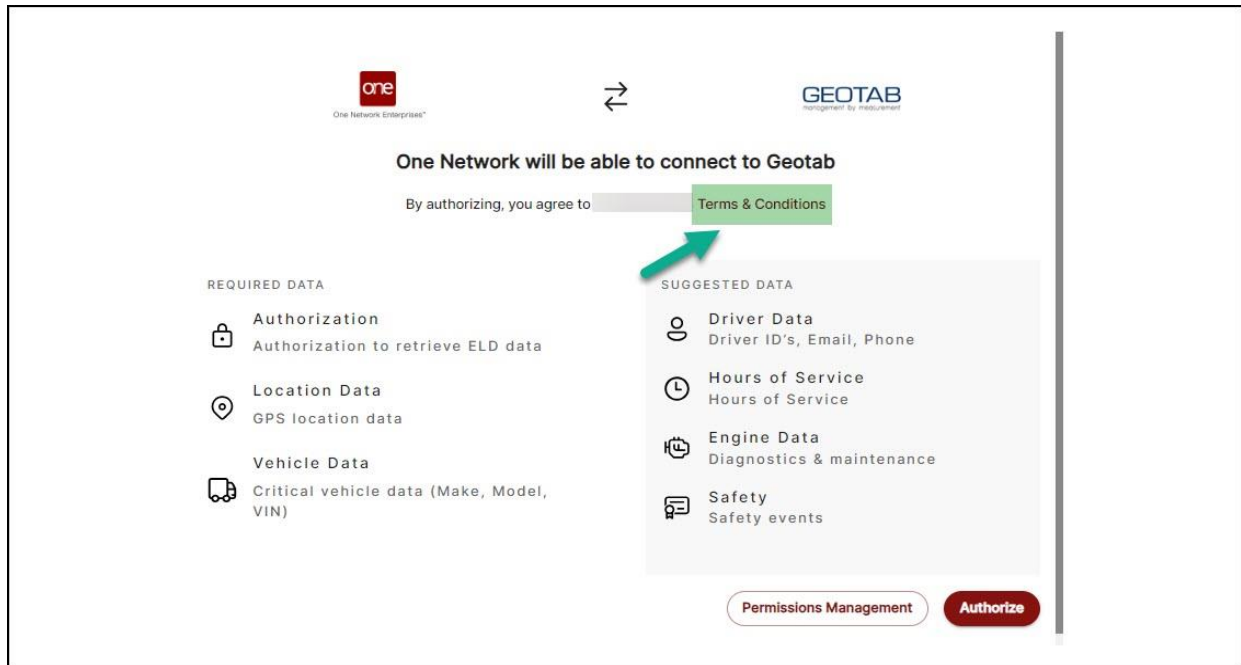 one
One Network Enterprises™
GEOTAB
management by measurement
One Network will be able to connect to Geotab
By authorizing, you agree to Terms & Conditions
REQUIRED DATA
Authorization
Authorization to retrieve ELD data
Location Data
GPS location data
Vehicle Data
Critical vehicle data (Make, Model,
VIN)
SUGGESTED DATA
Driver Data
Driver ID's, Email, Phone
Hours of Service
Hours of Service
Engine Data
Diagnostics & maintenance
Safety
Safety events
Permissions Management
Authorize